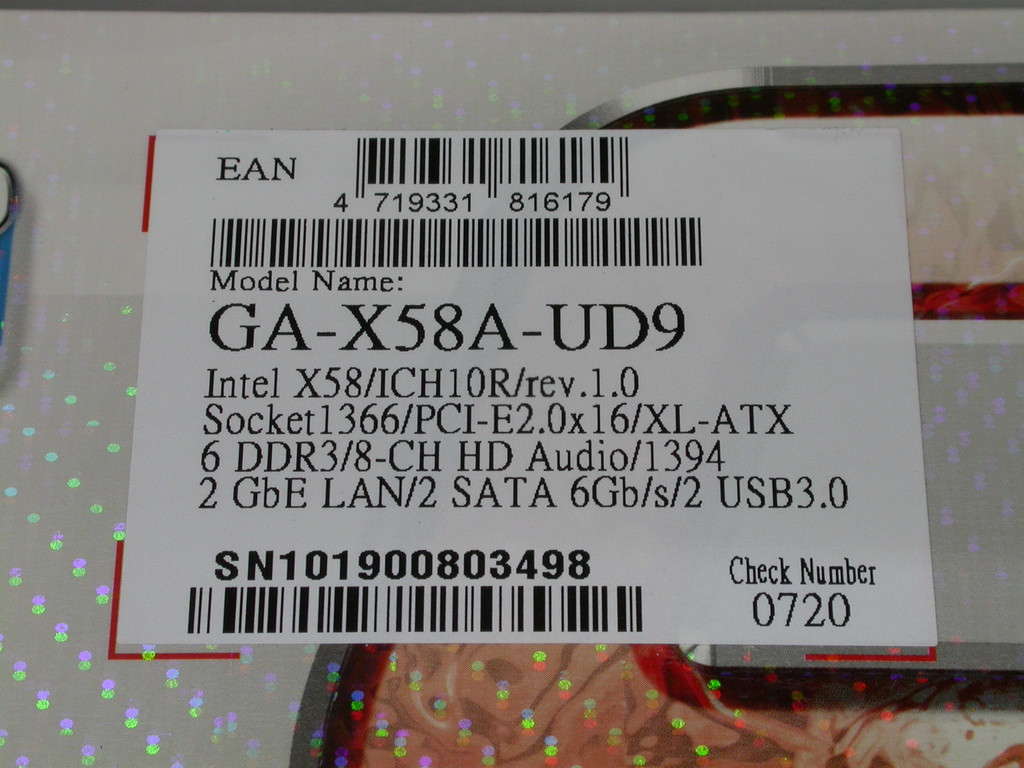 EAN
4 719331 816179
Model Name:
GA-X58A-UD9
Intel X58/ICH10R/rev.1.0
Socket1366/PCI-E2.0x16/XL-ATX
6 DDR3/8-CH HD Audio/1394
2 GbE LAN/2 SATA 6Gb/s/2 USB3.0
SN101900803498
Check Number
0720